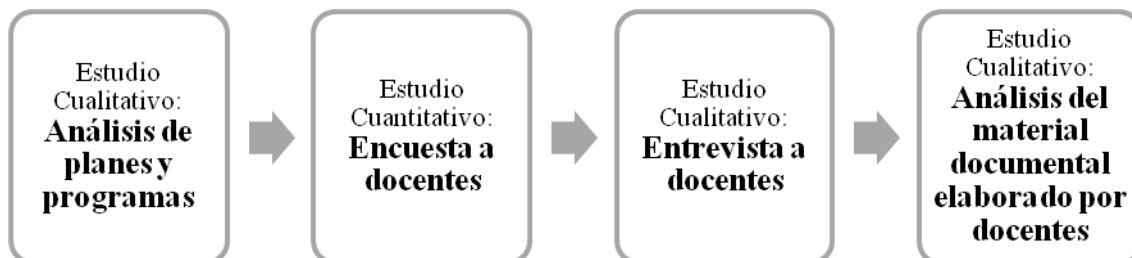 Estudio
Cualitativo:
Análisis de
planes y
programas
Estudio
Cuantitativo:
Encuesta a
docentes
Estudio
Cualitativo:
Entrevista a
docentes
Estudio
Cualitativo:
Análisis del
material
documental
elaborado por
docentes